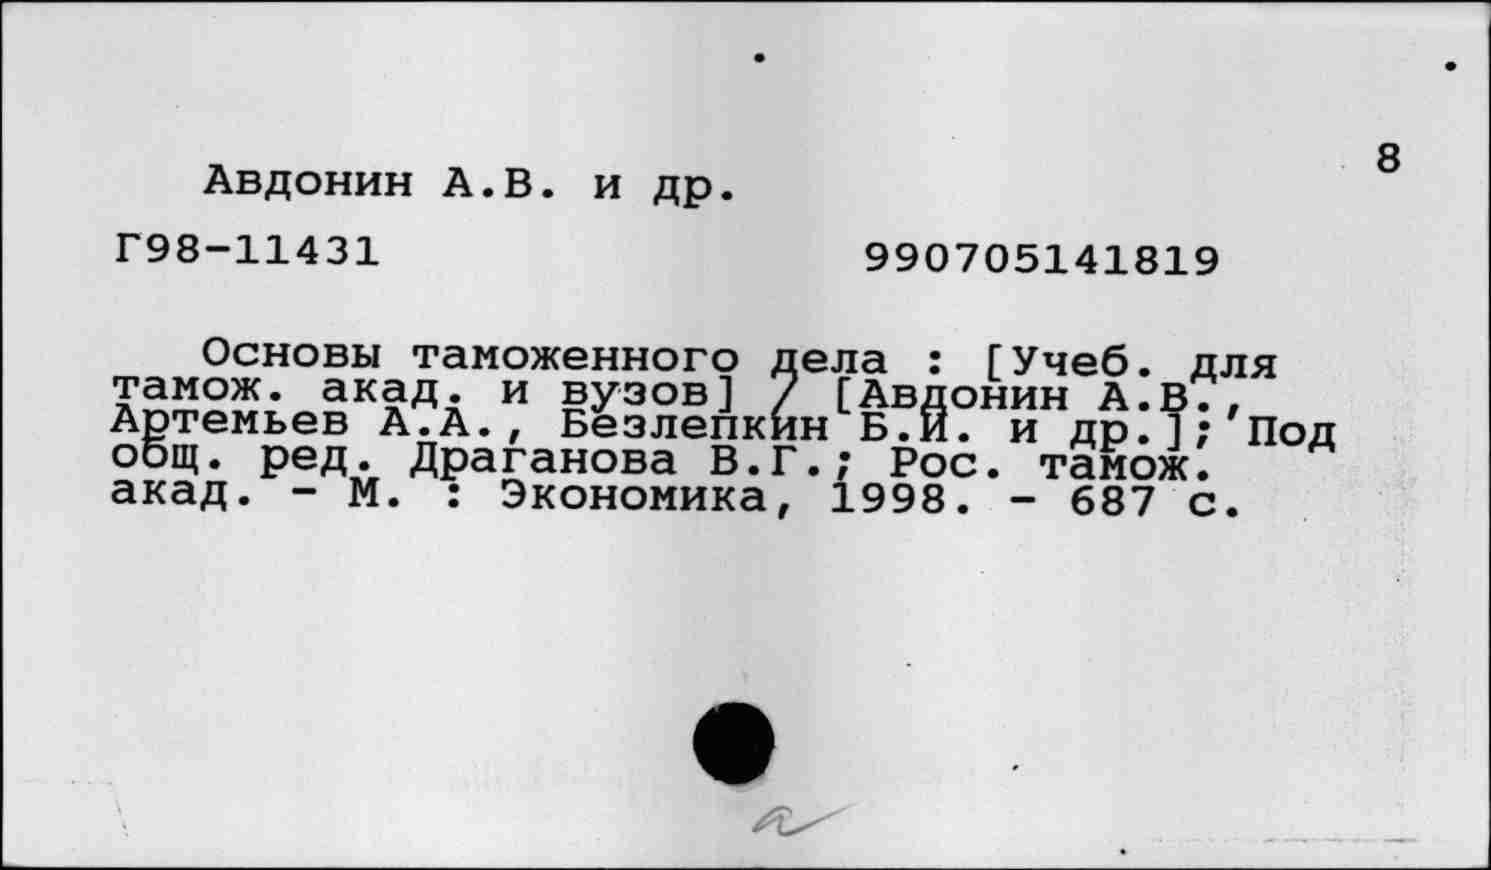 8
Авдонин А.В. и др.
Г98-11431 990705141819
Основы таможенного дела : [Учеб. для
тамож. акад. и вузов] / [Авдонин А.В.,
Артемьев А.А., Безлепкин Б.И. и др.]; Под
общ. ред. Драганова В.Г.; Рос. тамож.
акад. - М. : Экономика, 1998. - 687 с.